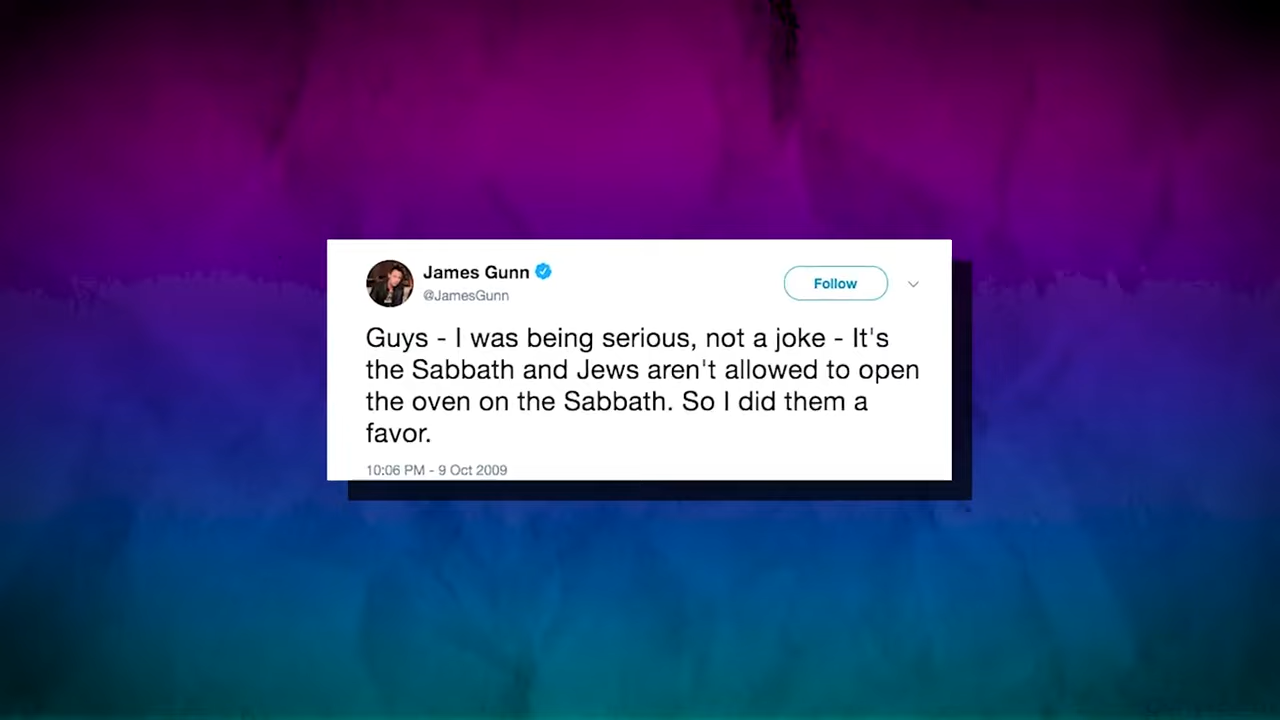 James Gunn
@JamesGunn
Follow
Guys - I was being serious, not a joke - It's
the Sabbath and Jews aren't allowed to open
the oven on the Sabbath. So I did them a
favor.
10:06 PM - 9 Oct 2009